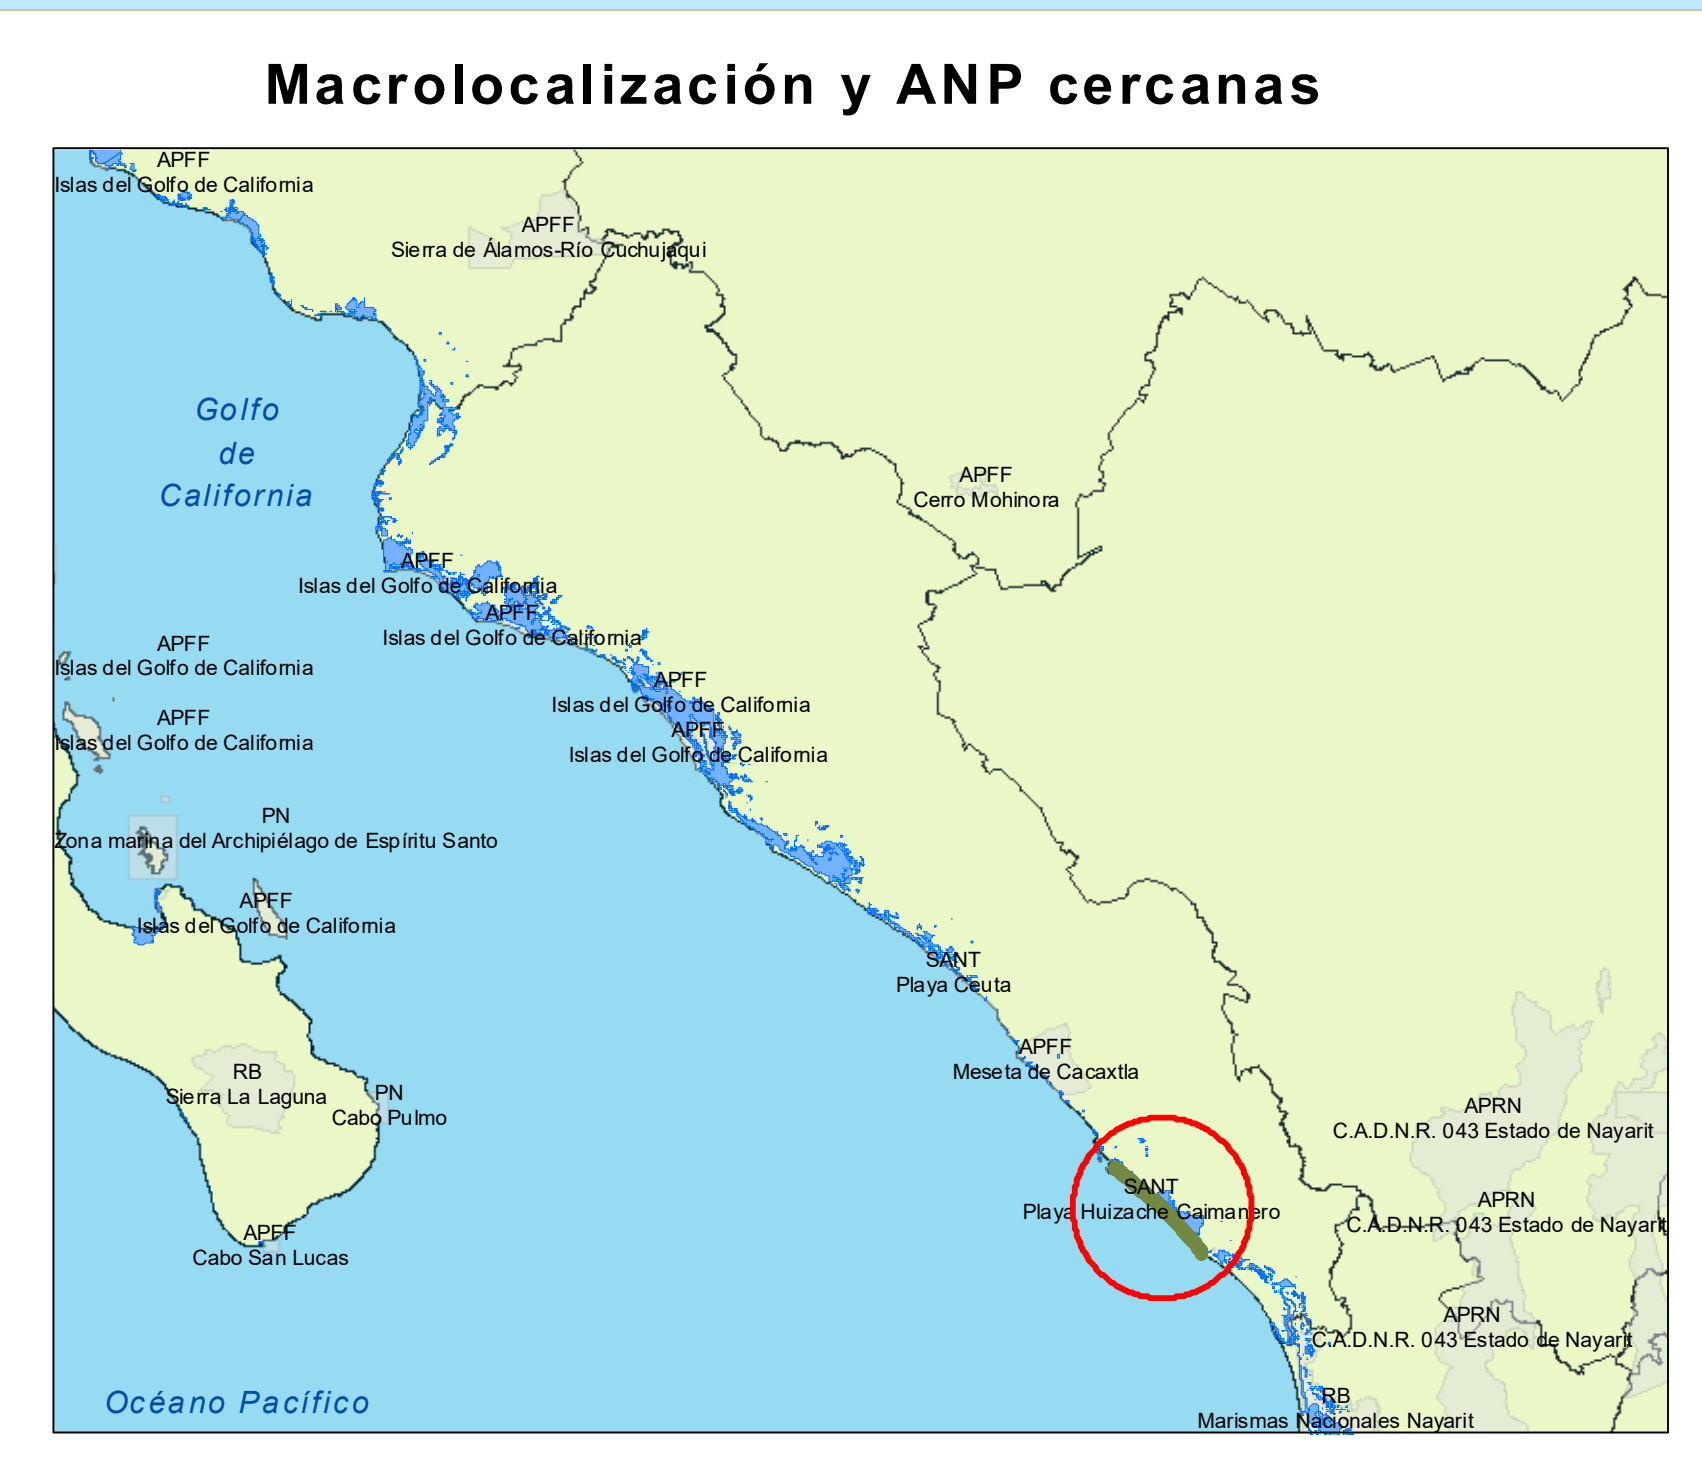 Macrolocalización y ANP cercanas
APFF
Islas del Golfo de California
APFF
Sierra de Álamos-Río Cuchujaqui
Golfo
de
California
APFF
Cerro Mohinora
APFF
Islas del Golfo de California
APFF
Islas del Golfo de California
APFF
Islas del Golfo de California
APFF
Islas del Golfo de California
APFF
Islas del Golfo de California
APFF
Islas del Golfo de California
PN
Zona marina del Archipiélago de Espíritu Santo
APFF
Islas del Golfo de California
SANT
Playa Ceuta
APFF
Meseta de Cacaxtla
RB
Sierra La Laguna
PN
Cabo Pulmo
APRN
C.A.D.N.R. 043 Estado de Nayarit
SANT
Playa Huizache Caimanero
APRN
C.A.D.N.R. 043 Estado de Nayarit
APFF
Cabo San Lucas
APRN
C.A.D.N.R. 043 Estado de Nayarit
Océano Pacífico
RB
Marismas Nacionales Nayarit